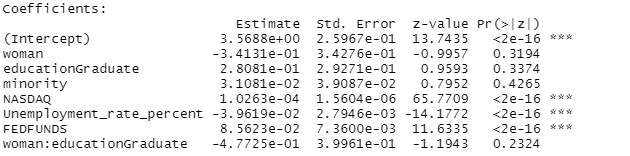 Coefficients:
Estimate Std. Error z-value Pr(>|z|)
(Intercept) 3.5688e+00 2.5967e-01 13.7435 <2e-16 ***
woman -3.4131e-01 3.4276e-01 -0.9957 0.3194
educationGraduate 2.8081e-01 2.9271e-01 0.9593 0.3374
minority 3.1081e-02 3.9087e-02 0.7952 0.4265
NASDAQ 1.0263e-04 1.5604e-06 65.7709 <2e-16 ***
Unemployment_rate_percent -3.9619e-02 2.7946e-03 -14.1772 <2e-16 ***
FEDFUNDS 8.5623e-02 7.3600e-03 11.6335 <2e-16 ***
woman:educationGraduate -4.7725e-01 3.9961e-01 -1.1943 0.2324